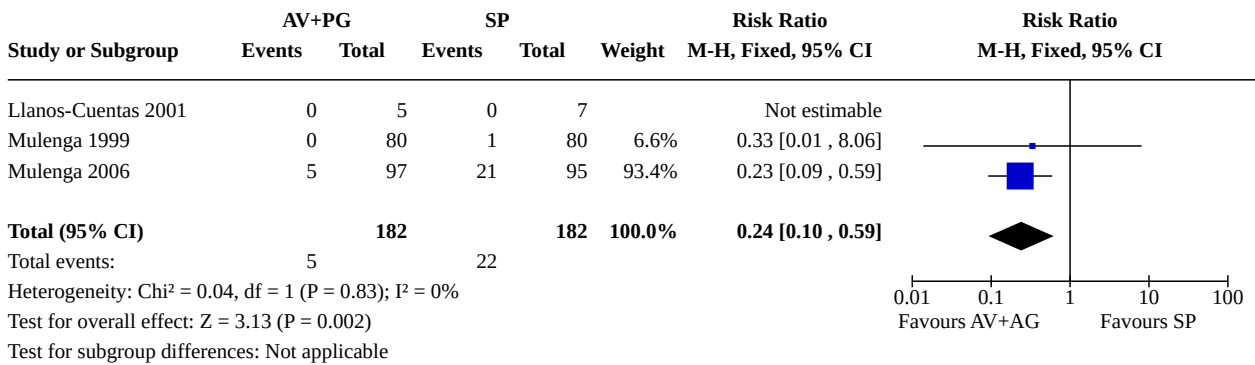 AV+PG SP Risk Ratio Risk Ratio
Study or Subgroup Events Total Events Total Weight M-H, Fixed, 95% CI M-H, Fixed, 95% CI
Llanos-Cuentas 2001 0 5 0 7 Not estimable
Mulenga 1999 0 80 1 80 6.6% 0.33 [0.01 , 8.06]
Mulenga 2006 5 97 21 95 93.4% 0.23 [0.09 , 0.59]
Total (95% CI) 182 182 100.0% 0.24 [0.10 , 0.59]
Total events: 5 22
Heterogeneity: Chi² = 0.04, df = 1 (P = 0.83); I² = 0%
0.01 0.1 1 10 100
Test for overall effect: Z = 3.13 (P = 0.002)
Favours AV+AG Favours SP
Test for subgroup differences: Not applicable